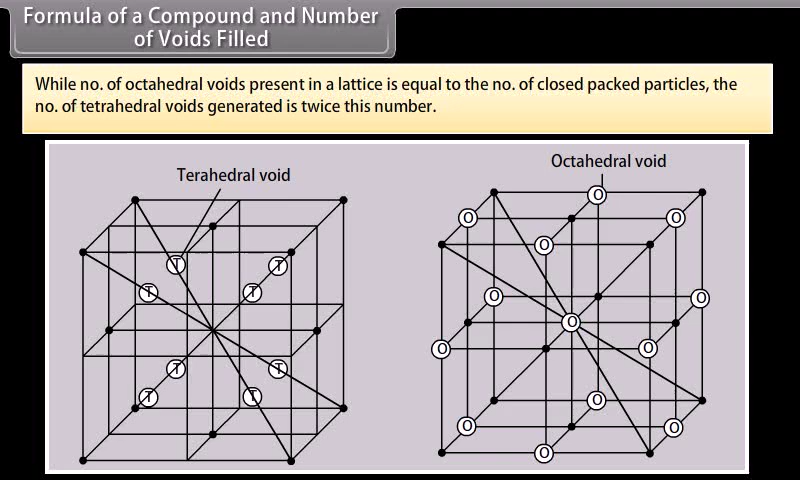 Formula of a Compound and Number
of Voids Filled
While no. of octahedral voids present in a lattice is equal to the no. of closed packed particles, the
no. of tetrahedral voids generated is twice this number.
Terahedral void
Octahedral void
T
T
T
T
T
T
T
T
O
O
O
O
O
O
O
O
O
O
O
O
O